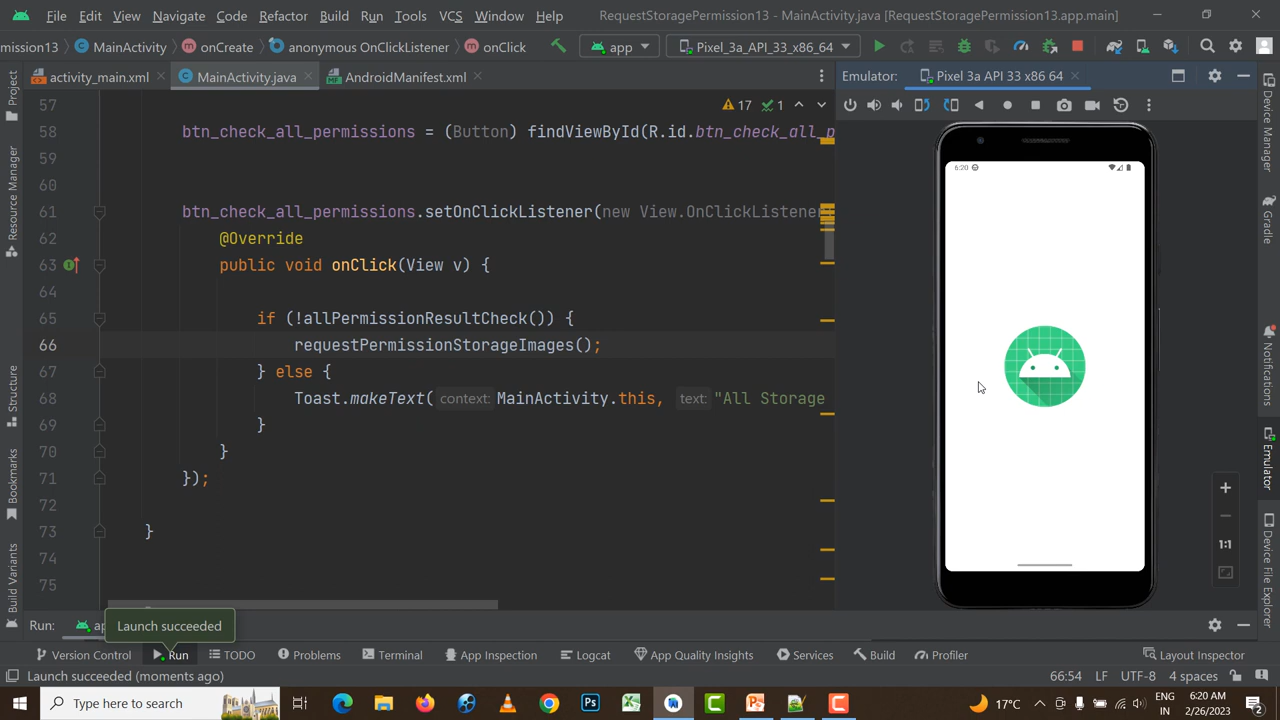 File Edit View Navigate Code Refactor Build Run Tools VCS Window Help RequestStoragePermission13 - MainActivity.java [RequestStoragePermission13.app.main]
mission13 MainActivity onCreate anonymous OnClickListener onClick app Pixel_3a_API_33_x86_64
activity_main.xml MainActivity.java AndroidManifest.xml Emulator: Pixel 3a API 33 x86 64
57 17 1
58 btn_check_all_permissions = (Button) findViewById(R.id.btn_check_all_p
59
60
61 btn_check_all_permissions.setOnClickListener(new View.OnClickListener
62 @Override
63 public void onClick(View v) {
64
65 if (!allPermissionResultCheck()) {
66 requestPermissionStorageImages();
67 } else {
68 Toast.makeText( context: MainActivity.this, text: "All Storage
69 }
70 }
71 });
72
73 }
74
75
6:20
1:1
Project
Resource Manager
Structure
Bookmarks
Build Variants
Device Manager
Gradle
Notifications
Emulator
Device File Explorer
Run: ap
Launch succeeded
Version Control Run TODO Problems Terminal App Inspection Logcat App Quality Insights Services Build Profiler Layout Inspector
Launch succeeded (moments ago) 66:54 LF UTF-8 4 spaces
Type here to search 17°C ENG 6:20 AM
IN 2/26/2023 2